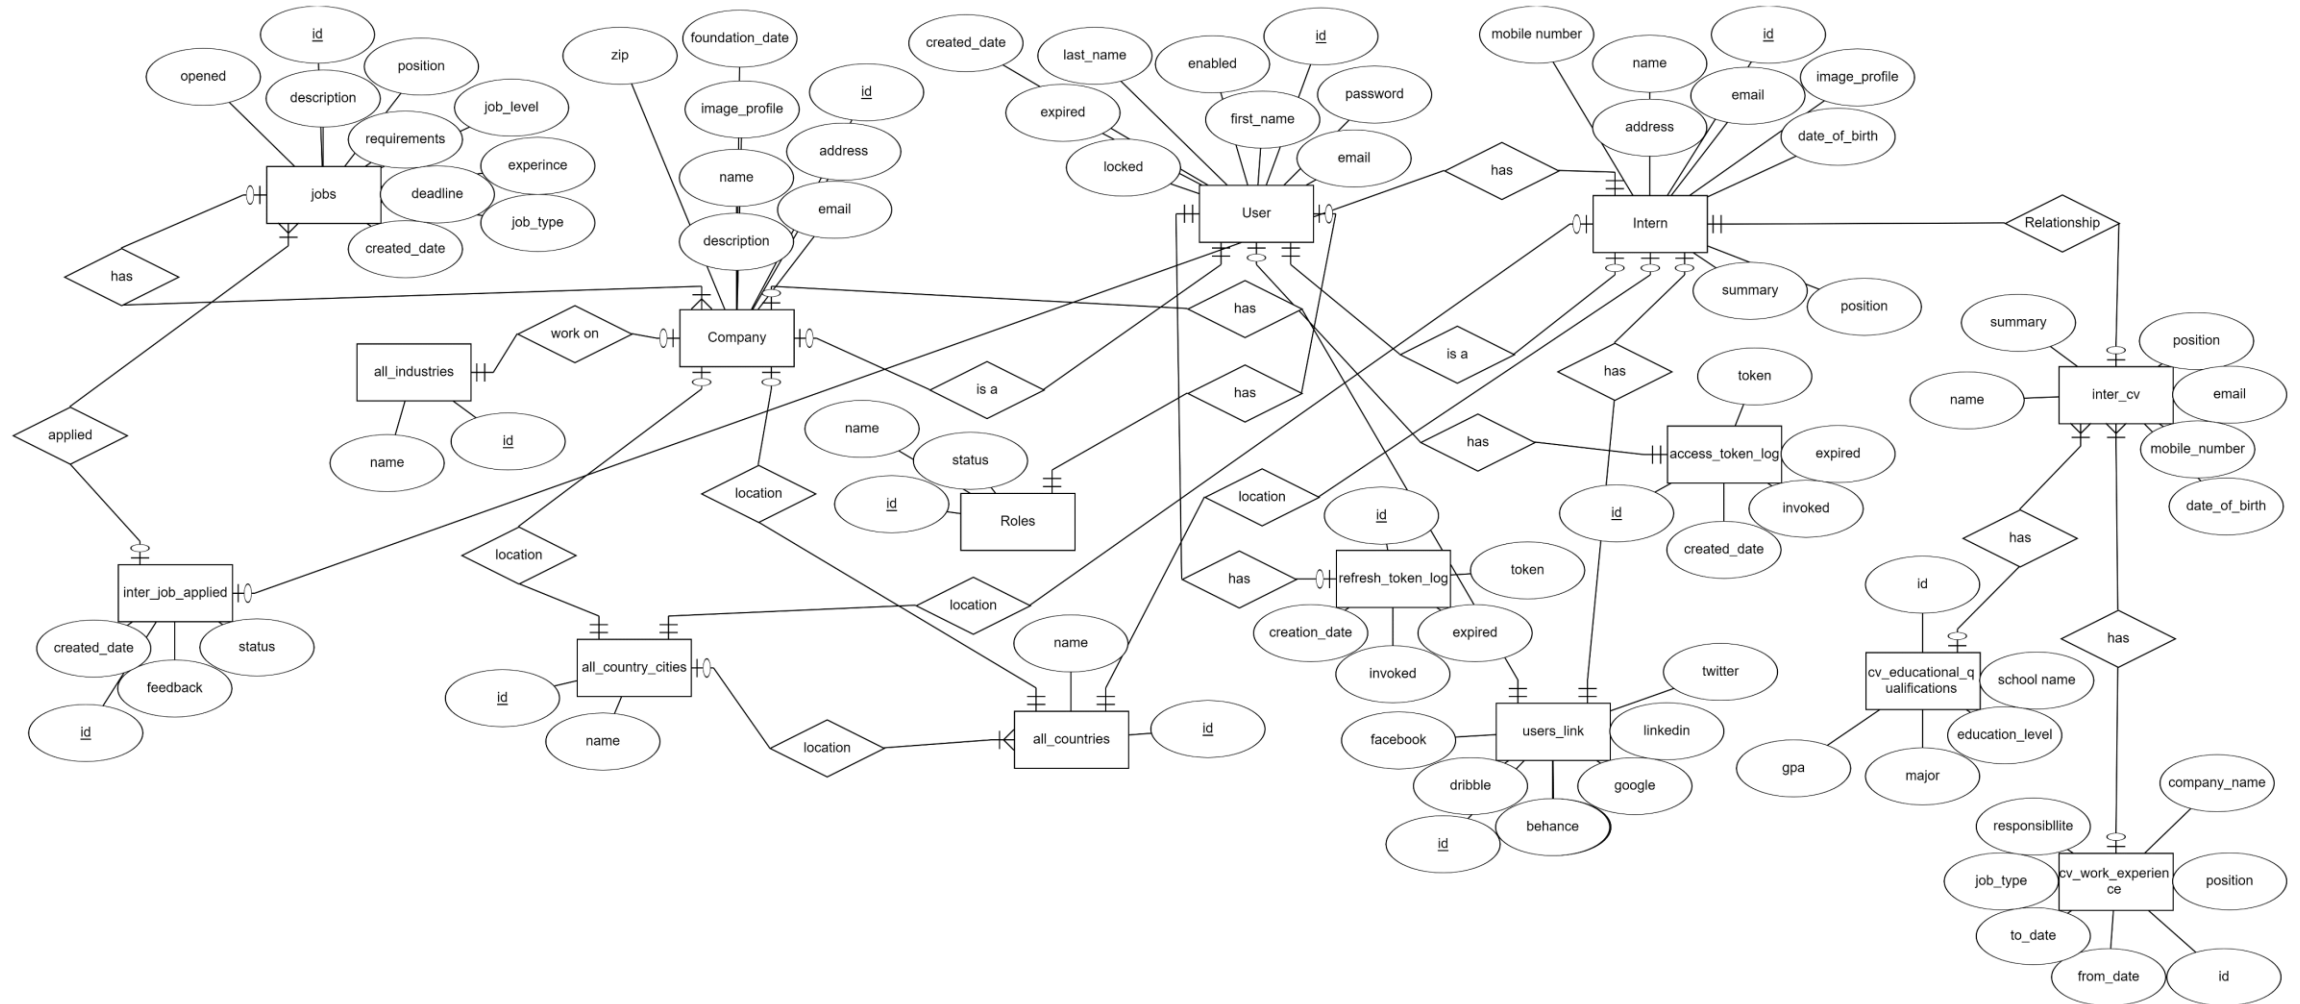 id
opened
description
position
job_level
requirements
experince
deadline
job_type
jobs
created_date
has
foundation_date
zip
image_profile
id
name
address
description
email
Company
work on
all_industries
name
id
is a
applied
inter_job_applied
created_date
status
feedback
id
location
location
all_country_cities
id
name
location
location
all_countries
name
id
created_date
last_name
enabled
id
expired
first_name
password
locked
email
User
has
has
has
name
status
id
Roles
is a
mobile number
name
id
image_profile
address
email
date_of_birth
Intern
summary
position
Relationship
has
has
token
access_token_log
expired
invoked
id
created_date
location
id
has
refresh_token_log
token
creation_date
expired
invoked
twitter
users_link
linkedin
facebook
dribble
google
behance
id
summary
position
name
inter_cv
email
mobile_number
date_of_birth
has
id
cv_educational_q
ualifications
school name
education_level
gpa
major
has
company_name
responsibllite
job_type
cv_work_experien
ce
position
to_date
from_date
id